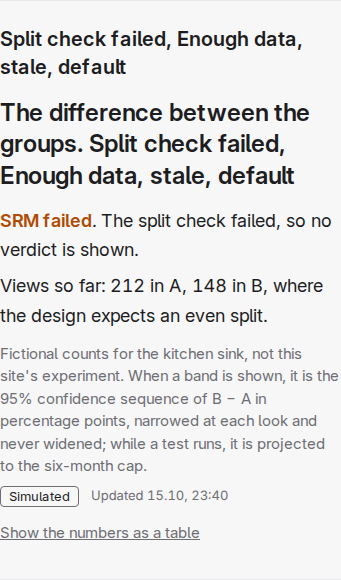 Split check failed, Enough data,
stale, default
The difference between the
groups. Split check failed,
Enough data, stale, default
SRM failed. The split check failed, so no
verdict is shown.
Views so far: 212 in A, 148 in B, where
the design expects an even split.
Fictional counts for the kitchen sink, not this
site's experiment. When a band is shown, it is the
95% confidence sequence of B − A in
percentage points, narrowed at each look and
never widened; while a test runs, it is projected
to the six-month cap.
Simulated Updated 15.10, 23:40
Show the numbers as a table